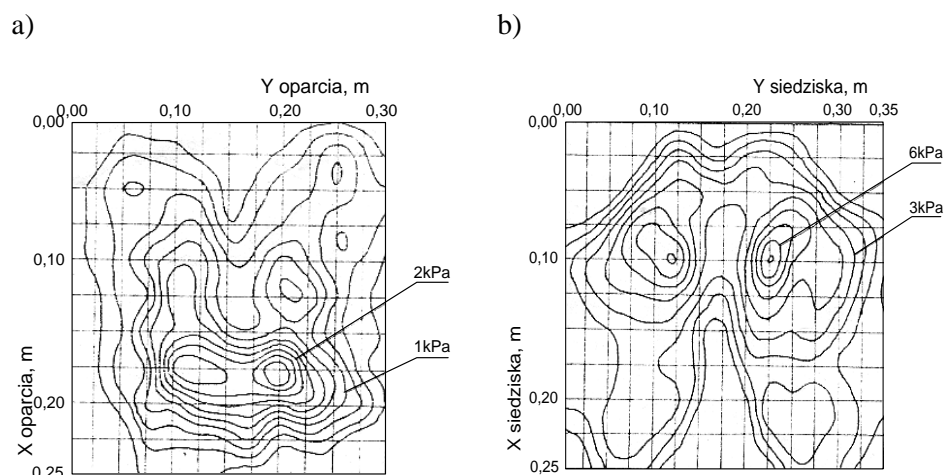 a)
Y oparcia, m
0,00 0,10 0,20 0,30
0,00
0,10
0,20
0,25
X oparcia, m
2kPa
1kPa
b)
Y siedziska, m
0,00 0,10 0,20 0,30 0,35
0,00
0,10
0,20
0,25
X siedziska, m
6kPa
3kPa